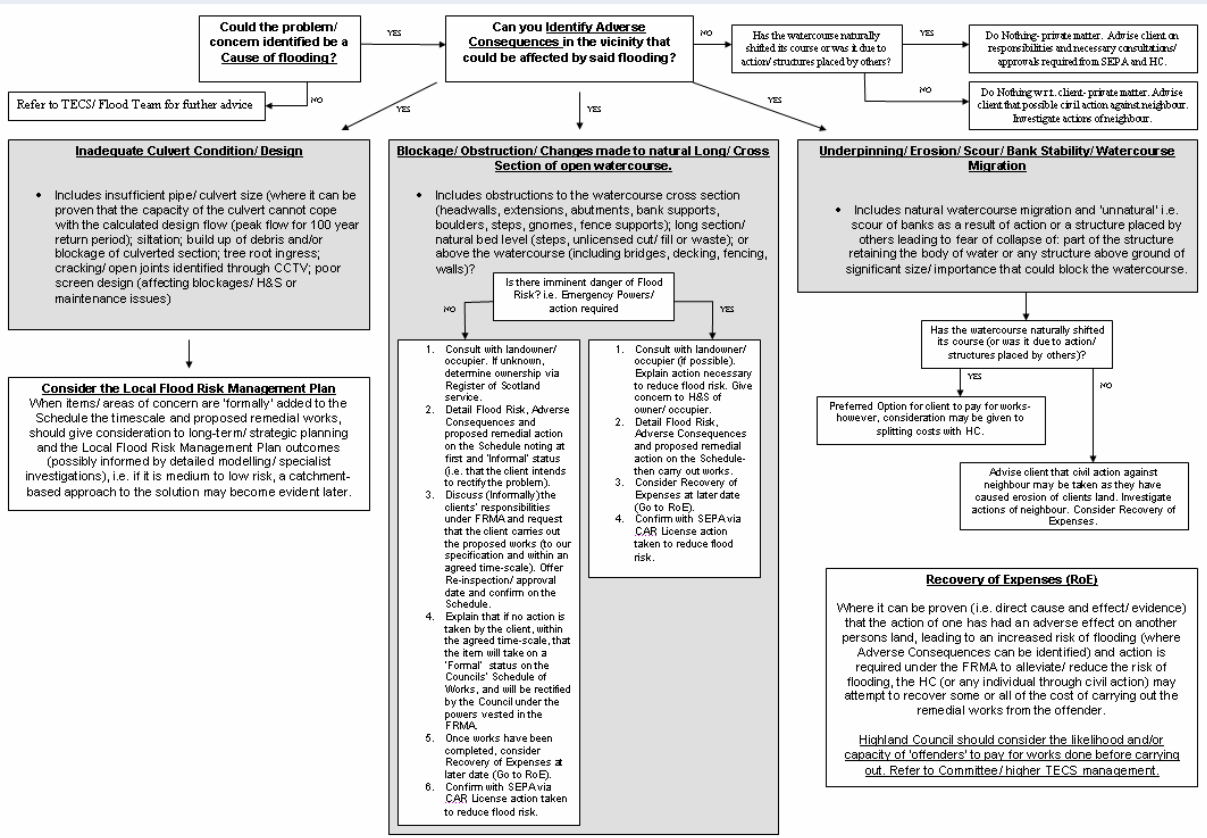 Could the problem/
concern identified be a
Cause of flooding?
YES
Can you Identify Adverse
Consequences in the vicinity that
could be affected by said flooding?
NO
Has the watercourse naturally
shifted its course or was it due to
action/ structures placed by others?
YES
Do Nothing- private matter. Advise client on
responsibilities and necessary consultations/
approvals required from SEPA and HC.
NO
Do Nothing w.r.t. client- private matter. Advise
client that possible civil action against neighbour.
Investigate actions of neighbour.
NO
Refer to TECS/ Flood Team for further advice
YES
YES
YES
Inadequate Culvert Condition/ Design
• Includes insufficient pipe/ culvert size (where it can be
proven that the capacity of the culvert cannot cope
with the calculated design flow (peak flow for 100 year
return period); siltation; build up of debris and/or
blockage of culverted section; tree root ingress;
cracking/ open joints identified through CCTV; poor
screen design (affecting blockages/ H&S or
maintenance issues)
Consider the Local Flood Risk Management Plan
When items/ areas of concern are 'formally' added to the
Schedule the timescale and proposed remedial works,
should give consideration to long-term/ strategic planning
and the Local Flood Risk Management Plan outcomes
(possibly informed by detailed modelling/ specialist
investigations), i.e. if it is medium to low risk, a catchment-
based approach to the solution may become evident later.
Blockage/ Obstruction/ Changes made to natural Long/ Cross
Section of open watercourse.
• Includes obstructions to the watercourse cross section
(headwalls, extensions, abutments, bank supports,
boulders, steps, gnomes, fence supports); long section/
natural bed level (steps, unlicensed cut/ fill or waste); or
above the watercourse (including bridges, decking, fencing,
walls)?
Is there imminent danger of Flood
Risk? i.e. Emergency Powers/
action required
NO
YES
1. Consult with landowner/
occupier. If unknown,
determine ownership via
Register of Scotland
service.
2. Detail Flood Risk, Adverse
Consequences and
proposed remedial action
on the Schedule noting at
first and 'Informal' status
(i.e. that the client intends
to rectify the problem).
3. Discuss (Informally) the
clients' responsibilities
under FRMA and request
that the client carries out
the proposed works (to our
specification and within an
agreed time-scale). Offer
Re-inspection/ approval
date and confirm on the
Schedule.
4. Explain that if no action is
taken by the client, within
the agreed time-scale, that
the item will take on a
'Formal' status on the
Councils' Schedule of
Works, and will be rectified
by the Council under the
powers vested in the
FRMA.
5. Once works have been
completed, consider
Recovery of Expenses at
later date (Go to RoE).
6. Confirm with SEPA via
CAR License action taken
to reduce flood risk.
1. Consult with landowner/
occupier (if possible).
Explain action necessary
to reduce flood risk. Give
concern to H&S of
owner/ occupier.
2. Detail Flood Risk,
Adverse Consequences
and proposed remedial
action on the Schedule-
then carry out works.
3. Consider Recovery of
Expenses at later date
(Go to RoE).
4. Confirm with SEPA via
CAR License action
taken to reduce flood
risk.
Underpinning/ Erosion/ Scour/ Bank Stability/ Watercourse
Migration
• Includes natural watercourse migration and 'unnatural' i.e.
scour of banks as a result of action or a structure placed by
others leading to fear of collapse of: part of the structure
retaining the body of water or any structure above ground of
significant size/ importance that could block the watercourse.
Has the watercourse naturally shifted
its course (or was it due to action/
structures placed by others)?
YES
NO
Preferred Option for client to pay for works-
however, consideration may be given to
splitting costs with HC.
Advise client that civil action against
neighbour may be taken as they have
caused erosion of clients land. Investigate
actions of neighbour. Consider Recovery of
Expenses.
Recovery of Expenses (RoE)
Where it can be proven (i.e. direct cause and effect/ evidence)
that the action of one has had an adverse effect on another
persons land, leading to an increased risk of flooding (where
Adverse Consequences can be identified) and action is
required under the FRMA to alleviate/ reduce the risk of
flooding, the HC (or any individual through civil action) may
attempt to recover some or all of the cost of carrying out the
remedial works from the offender.
Highland Council should consider the likelihood and/or
capacity of 'offenders' to pay for works done before carrying
out. Refer to Committee/ higher TECS management.